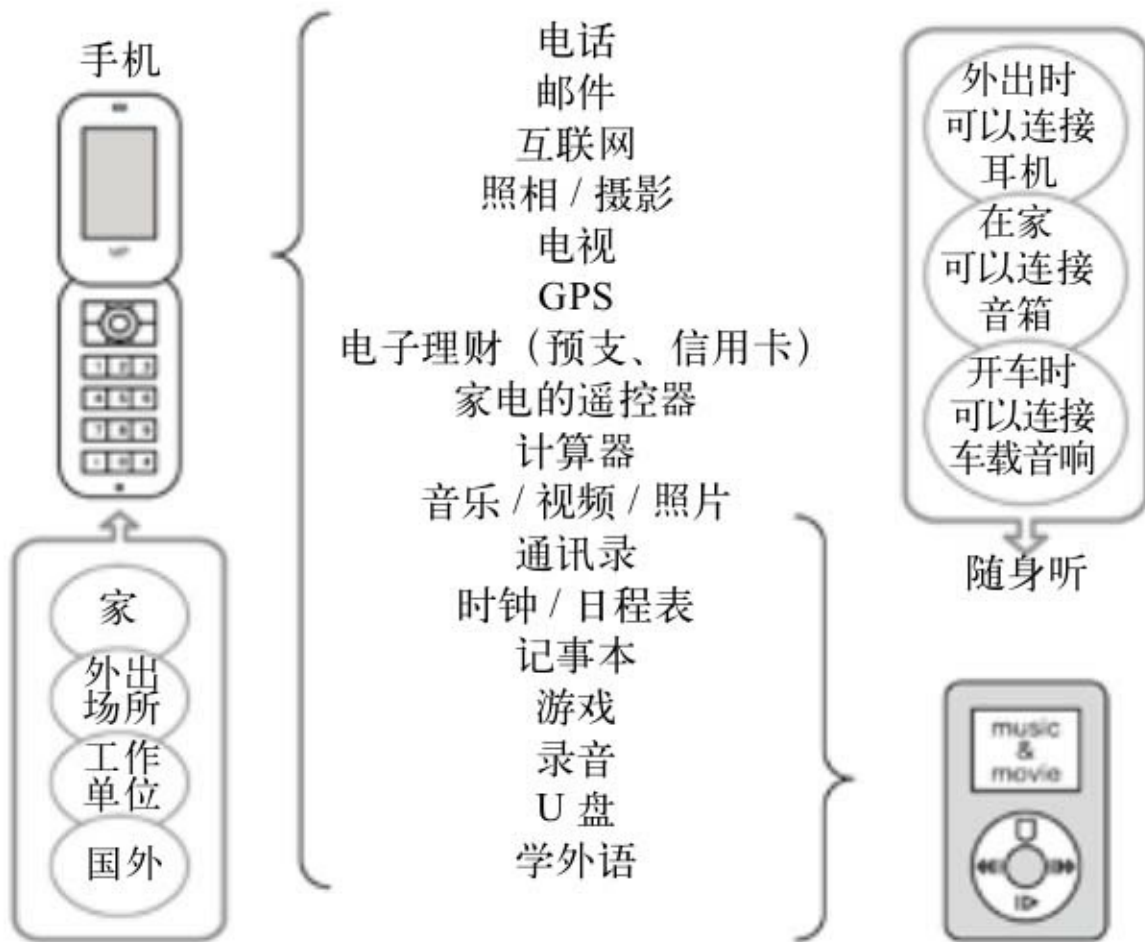 手机
电话
邮件
互联网
照相 / 摄影
电视
GPS
电子理财（预支、信用卡）
家电的遥控器
计算器
音乐 / 视频 / 照片
通讯录
时钟 / 日程表
记事本
游戏
录音
U 盘
学外语
外出时
可以连接
耳机
在家
可以连接
音箱
开车时
可以连接
车载音响
随身听
家
外出
场所
工作
单位
国外
music
&
movie